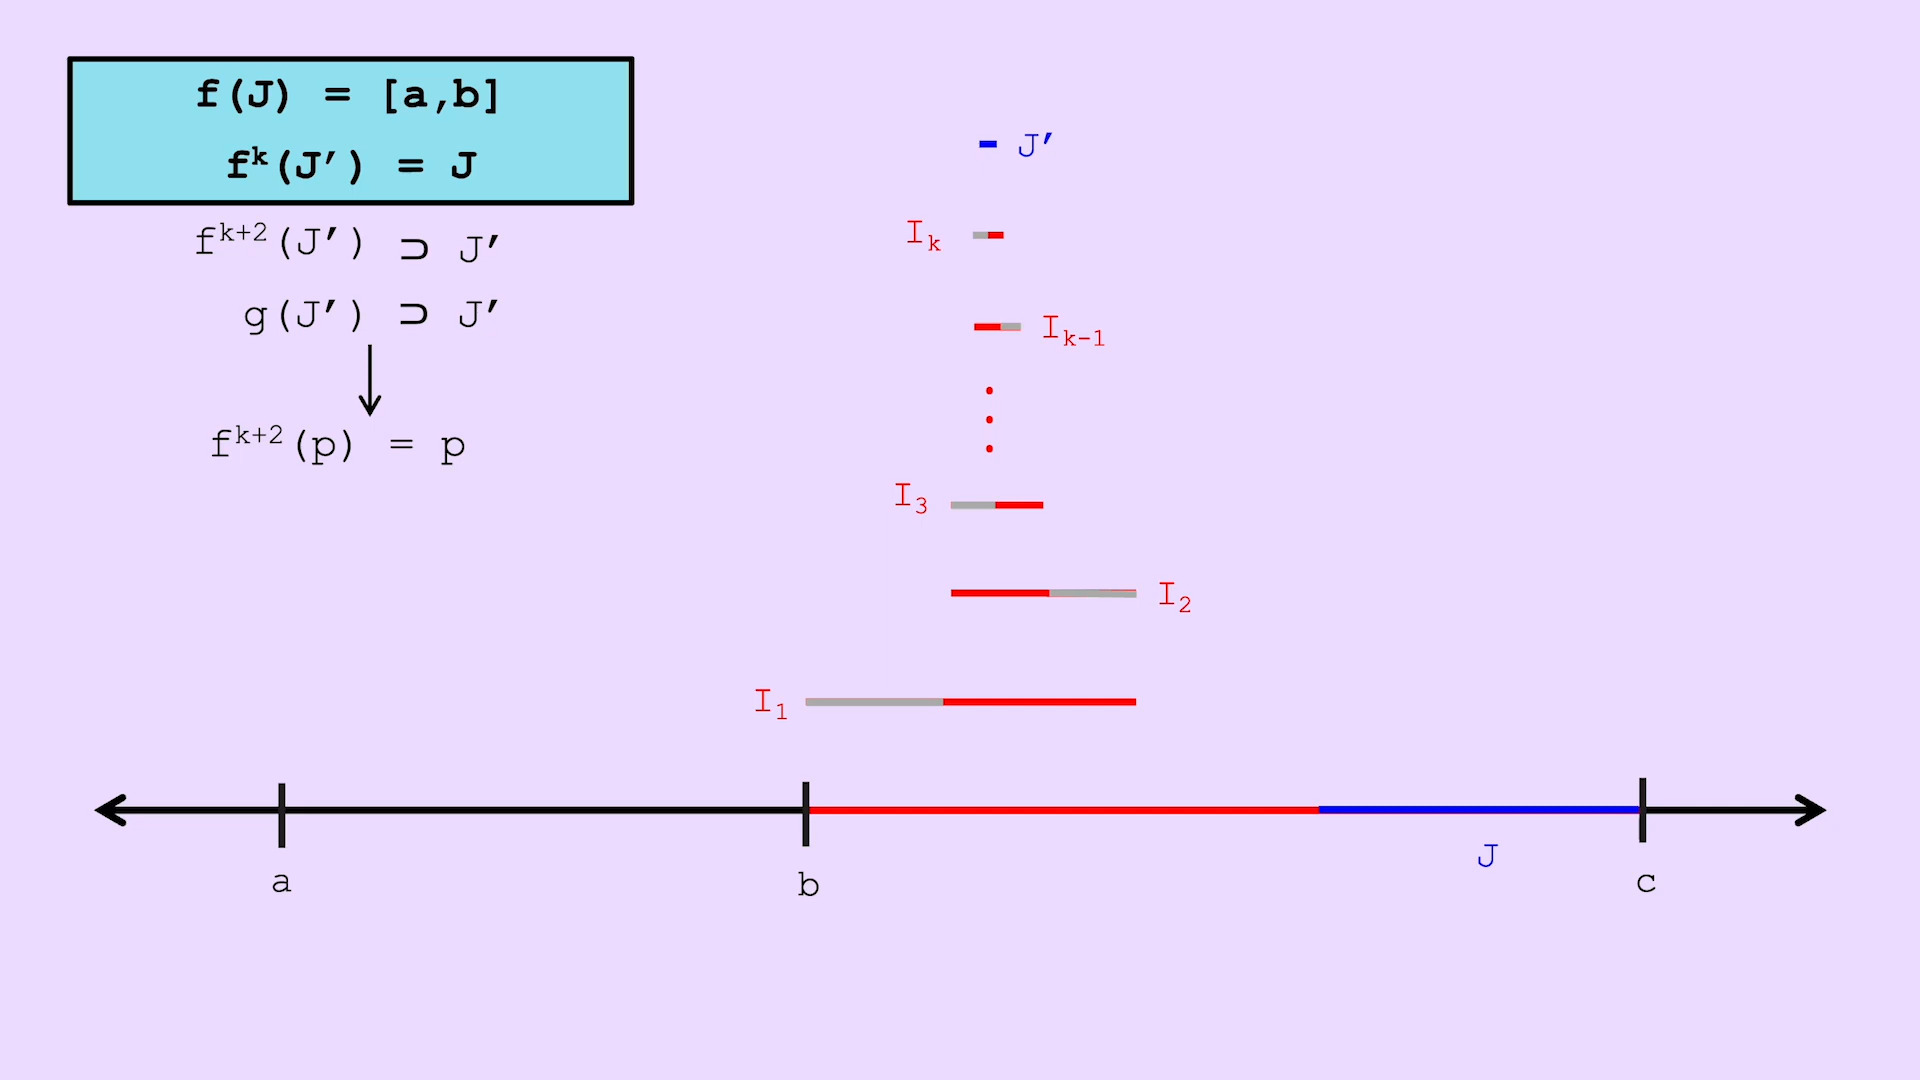 f(J) = [a,b]
fᵏ(J′) = J
fᵏ⁺²(J′) ⊃ J′
g(J′) ⊃ J′
fᵏ⁺²(p) = p
J′
Iₖ
Iₖ₋₁
I₃
I₂
I₁
J
a
b
c